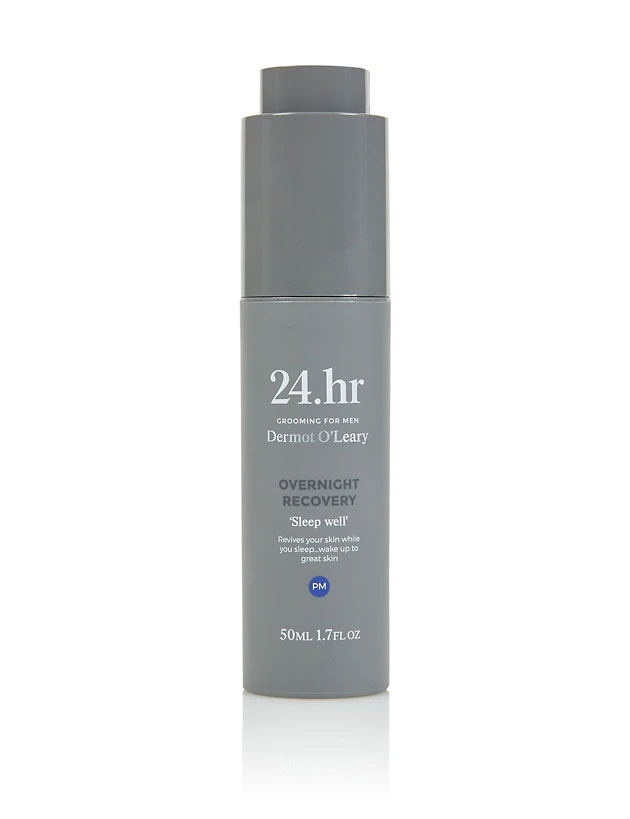 24.hr
GROOMING FOR MEN
Dermot O'Leary
OVERNIGHT
RECOVERY
‘Sleep well’
Revives your skin while
you sleep...wake up to
great skin
PM
50ML 1.7FL OZ